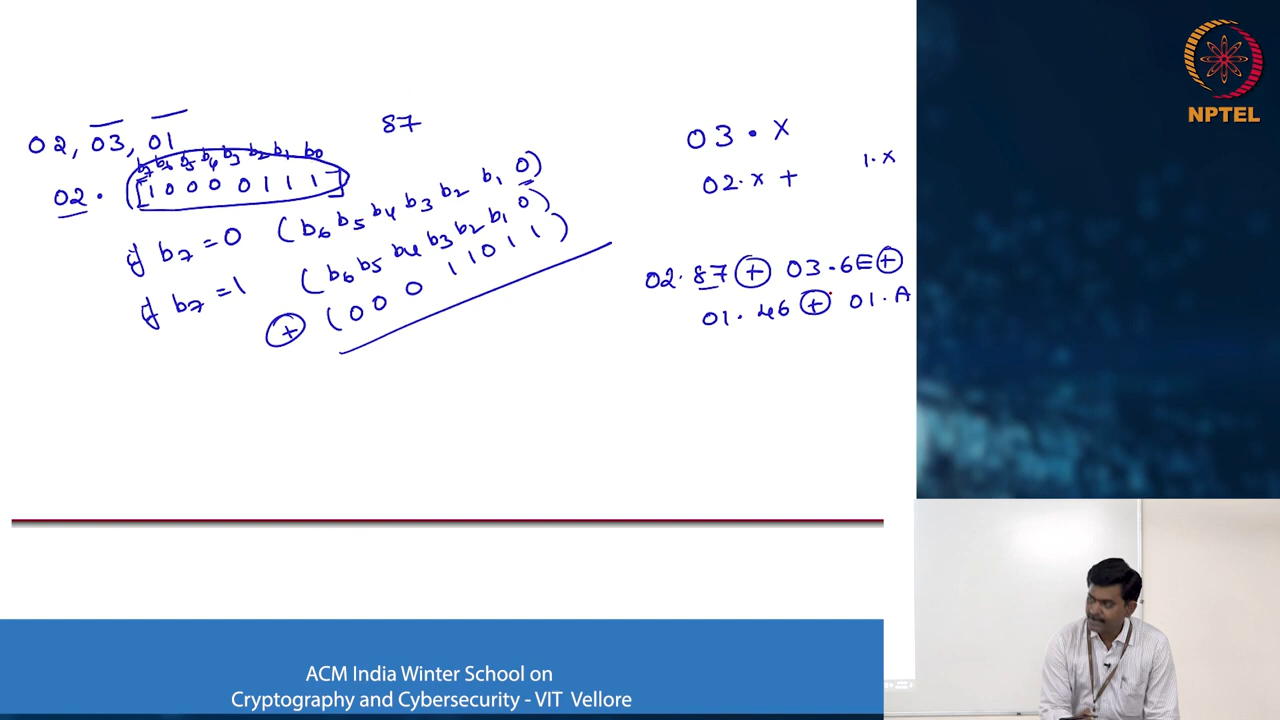 02, 03, 01
87
b7 b6 b5 b4 b3 b2 b1 b0
02 · [1 0 0 0 0 1 1 1]
if b7 = 0 (b6 b5 b4 b3 b2 b1 0)
if b7 = 1 (b6 b5 b4 b3 b2 b1 0)
⊕ (0 0 0 1 1 0 1 1)
03 · X
02 · x + 1 · x
02 · 87 ⊕ 03 · 6E ⊕
01 · 46 ⊕ 01 · A
NPTEL
ACM India Winter School on
Cryptography and Cybersecurity - VIT Vellore